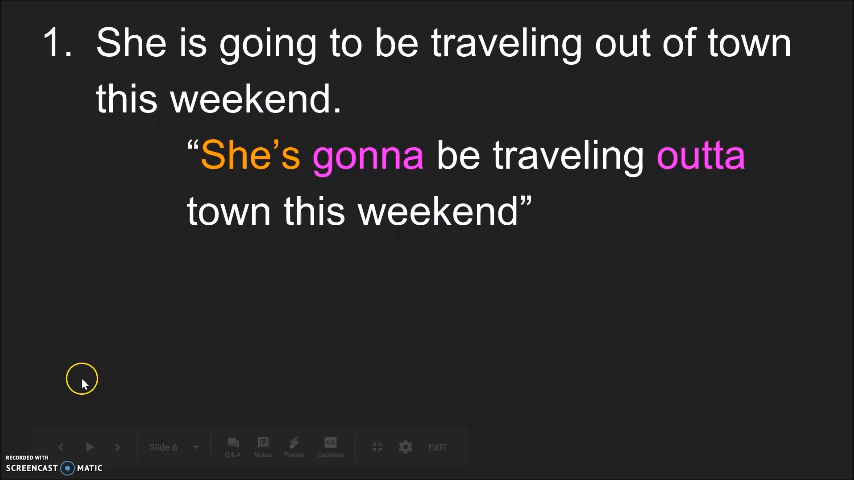 1. She is going to be traveling out of town
this weekend.
“She’s gonna be traveling outta
town this weekend”
Slide 6
Q&A
Notes
Pointer
Captions
EXIT
RECORDED WITH
SCREENCAST MATIC